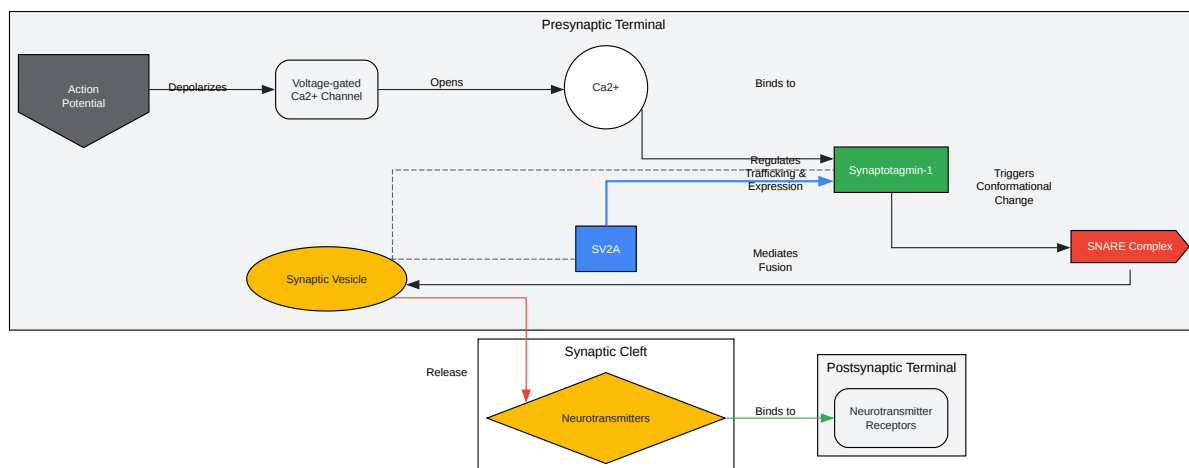 Presynaptic Terminal
Action
Potential
Depolarizes
Voltage-gated
Ca2+ Channel
Opens
Ca2+
Binds to
Regulates
Trafficking &
Expression
Synaptotagmin-1
Triggers
Conformational
Change
SV2A
SNARE Complex
Mediates
Fusion
Synaptic Vesicle
Release
Synaptic Cleft
Neurotransmitters
Binds to
Postsynaptic Terminal
Neurotransmitter
Receptors